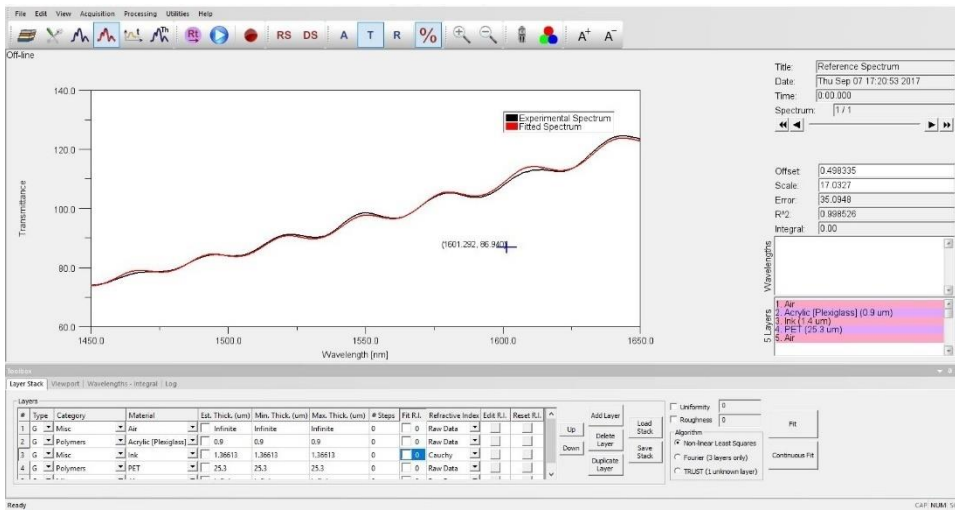 File Edit View Acquisition Processing Utilities Help
Th Rt RS DS A T R % A+ A-
Off-line
Title: Reference Spectrum
Date: Thu Sep 07 17:20:53 2017
Time: 0:00.000
Spectrum: 1 / 1
140.0
120.0
100.0
80.0
60.0
Transmittance
Experimental Spectrum
Fitted Spectrum
(1601.292, 86.940)
1450.0 1500.0 1550.0 1600.0 1650.0
Wavelength [nm]
Offset: 0.498335
Scale: 17.0327
Error: 35.0948
R^2: 0.998526
Integral: 0.00
Wavelengths
5 Layers
1. Air
2. Acrylic [Plexiglass] (0.9 um)
3. Ink (1.4 um)
4. PET (25.3 um)
5. Air
Toolbox
Layer Stack Viewport Wavelengths - Integral Log
Layers
# Type Category Material Est. Thick. (um) Min. Thick. (um) Max. Thick. (um) # Steps Fit R.I. Refractive Index Edit R.I. Reset R.I.
1 G Misc Air Infinite Infinite Infinite 0 0 Raw Data
2 G Polymers Acrylic [Plexiglass] 0.9 0.9 0.9 0 0 Raw Data
3 G Misc Ink 1.36613 1.36613 1.36613 0 0 Cauchy
4 G Polymers PET 25.3 25.3 25.3 0 0 Raw Data
Up
Down
Add Layer
Delete Layer
Duplicate Layer
Load Stack
Save Stack
Uniformity 0
Roughness 0
Algorithm
Non-linear Least Squares
Fourier (3 layers only)
TRUST (1 unknown layer)
Fit
Continuous Fit
Ready
CAP NUM